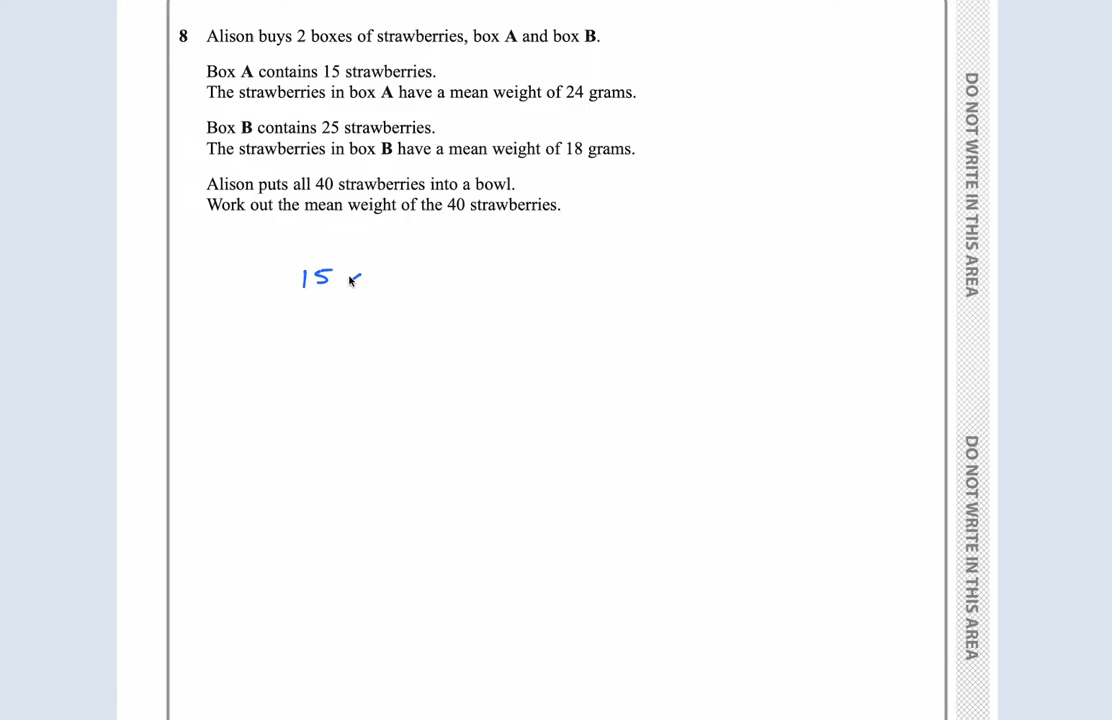 8 Alison buys 2 boxes of strawberries, box A and box B.
Box A contains 15 strawberries.
The strawberries in box A have a mean weight of 24 grams.
Box B contains 25 strawberries.
The strawberries in box B have a mean weight of 18 grams.
Alison puts all 40 strawberries into a bowl.
Work out the mean weight of the 40 strawberries.
15
DO NOT WRITE IN THIS AREA
DO NOT WRITE IN THIS AREA